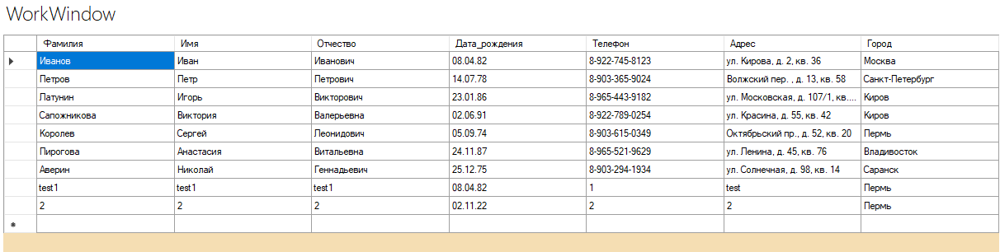 WorkWindow
Фамилия Имя Отчество Дата_рождения Телефон Адрес Город
Иванов Иван Иванович 08.04.82 8-922-745-8123 ул. Кирова, д. 2, кв. 36 Москва
Петров Петр Петрович 14.07.78 8-903-365-9024 Волжский пер. , д. 13, кв. 58 Санкт-Петербург
Латунин Игорь Викторович 23.01.86 8-965-443-9182 ул. Московская, д. 107/1, кв.... Киров
Сапожникова Виктория Валерьевна 02.06.91 8-922-789-0254 ул. Красина, д. 55, кв. 42 Киров
Королев Сергей Леонидович 05.09.74 8-903-615-0349 Октябрьский пр., д. 52, кв. 20 Пермь
Пирогова Анастасия Витальевна 24.11.87 8-965-521-9629 ул. Ленина, д. 45, кв. 76 Владивосток
Аверин Николай Геннадьевич 25.12.75 8-903-294-1934 ул. Солнечная, д. 98, кв. 14 Саранск
test1 test1 test1 08.04.82 1 test Пермь
2 2 2 02.11.22 2 2 Пермь